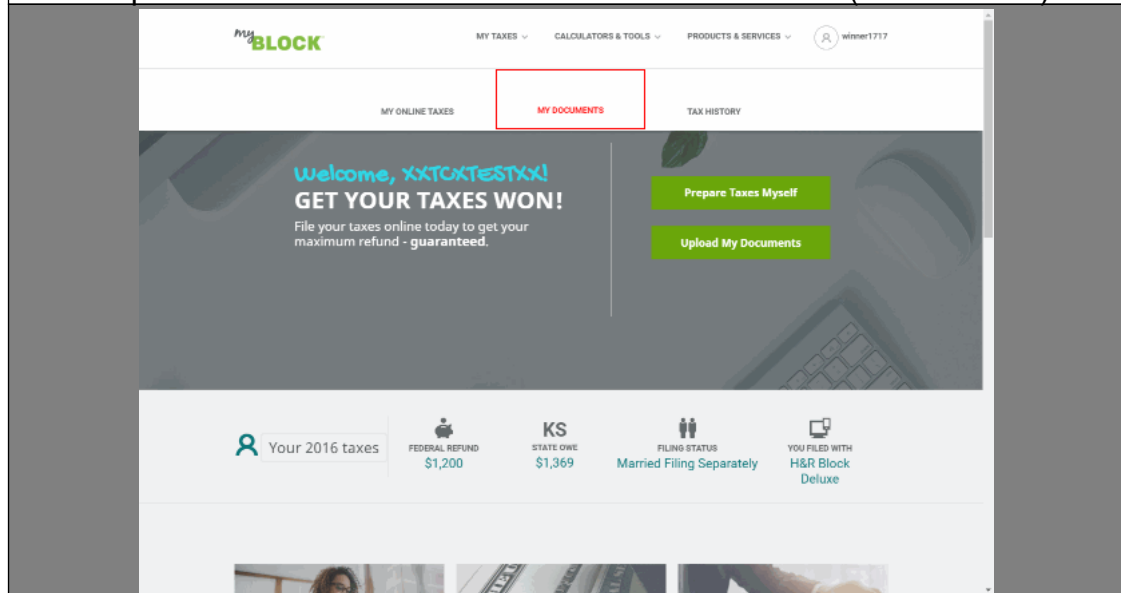 my BLOCK
MY TAXES
CALCULATORS & TOOLS
PRODUCTS & SERVICES
winner1717
MY ONLINE TAXES
MY DOCUMENTS
TAX HISTORY
Welcome, XXTCXTESTXX!
GET YOUR TAXES WON!
File your taxes online today to get your
maximum refund - guaranteed.
Prepare Taxes Myself
Upload My Documents
Your 2016 taxes
FEDERAL REFUND
$1,200
KS
STATE OWE
$1,369
FILING STATUS
Married Filing Separately
YOU FILED WITH
H&R Block
Deluxe